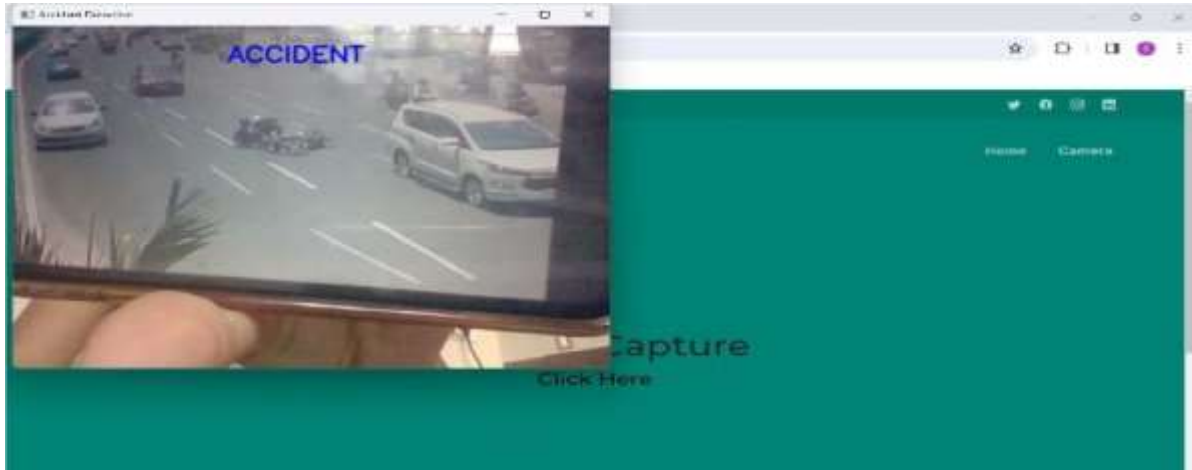 Accident Detection
ACCIDENT
Home Camera
Capture
Click Here